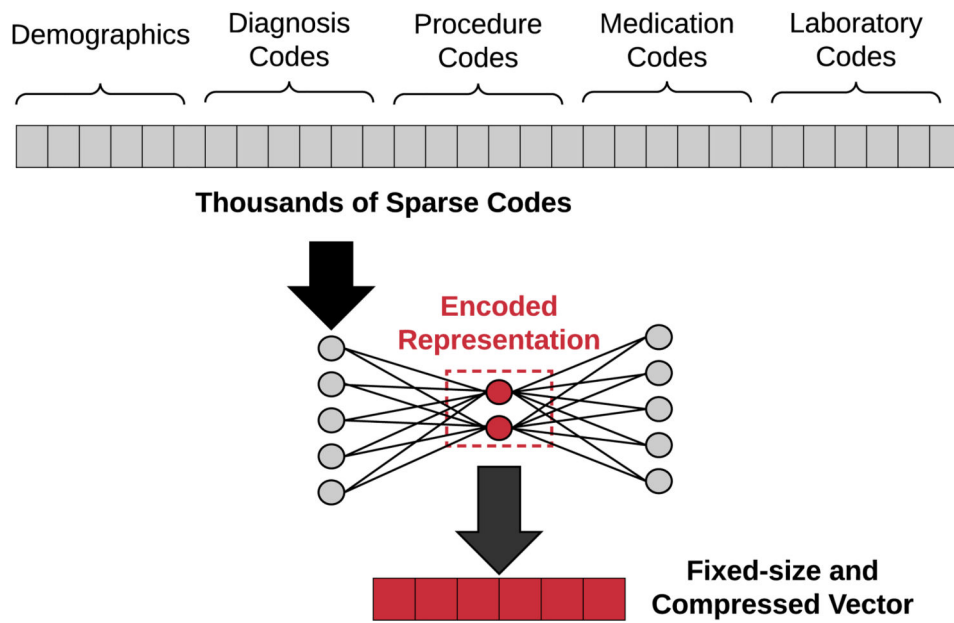 Demographics
Diagnosis
Codes
Procedure
Codes
Medication
Codes
Laboratory
Codes
Thousands of Sparse Codes
Encoded
Representation
Fixed-size and
Compressed Vector